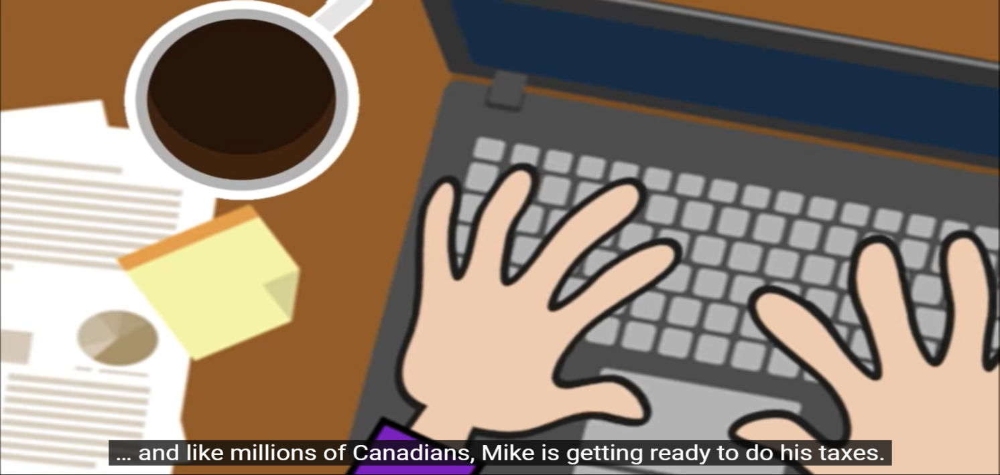 ... and like millions of Canadians, Mike is getting ready to do his taxes.